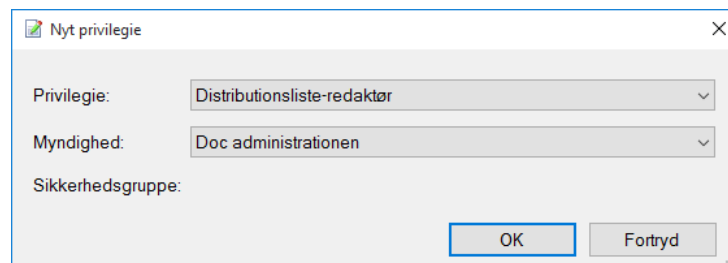 Nyt privilegie
Privilegie: Distributionsliste-redaktør
Myndighed: Doc administrationen
Sikkerhedsgruppe:
OK Fortryd